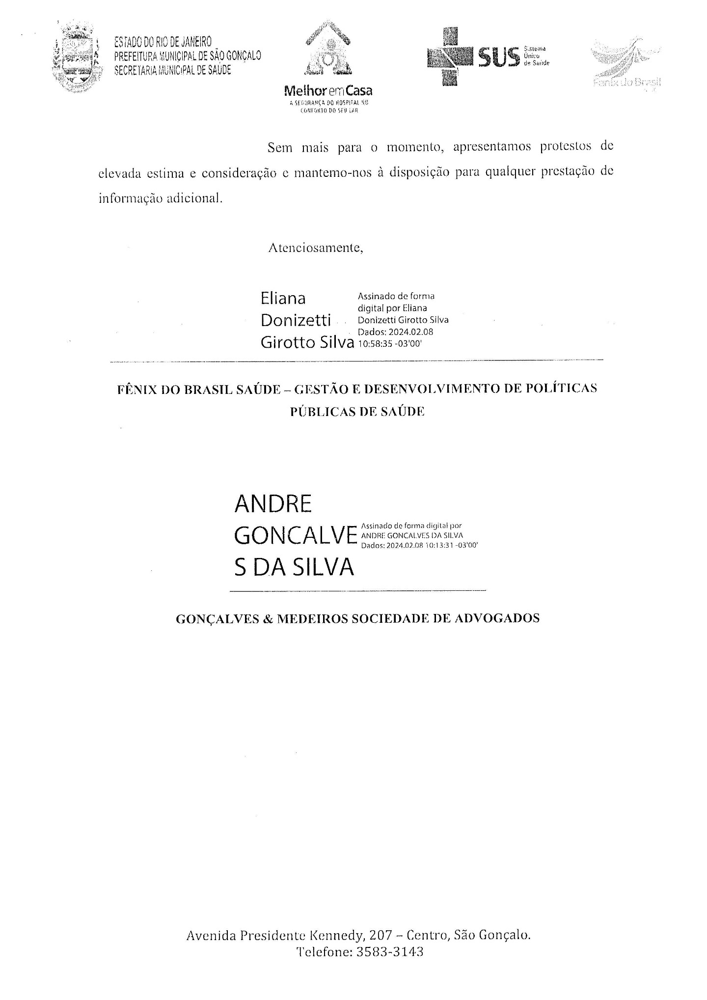 ESTADO DO RIO DE JANEIRO
PREFEITURA MUNICIPAL DE SÃO GONÇALO
SECRETARIA MUNICIPAL DE SAÚDE
Melhor em Casa
A SEGURANÇA DO HOSPITAL NO
CONFORTO DO SEU LAR
SUS
Sistema
Único
de Saúde
Fênix do Brasil
Sem mais para o momento, apresentamos protestos de
elevada estima e consideração e mantemo-nos à disposição para qualquer prestação de
informação adicional.
Atenciosamente,
Eliana
Donizetti
Girotto Silva
Assinado de forma
digital por Eliana
Donizetti Girotto Silva
Dados: 2024.02.08
10:58:35 -03'00'
FÊNIX DO BRASIL SAÚDE – GESTÃO E DESENVOLVIMENTO DE POLÍTICAS
PÚBLICAS DE SAÚDE
ANDRE
GONCALVE
S DA SILVA
Assinado de forma digital por
ANDRE GONCALVES DA SILVA
Dados: 2024.02.08 10:13:31 -03'00'
GONÇALVES & MEDEIROS SOCIEDADE DE ADVOGADOS
Avenida Presidente Kennedy, 207 – Centro, São Gonçalo.
Telefone: 3583-3143